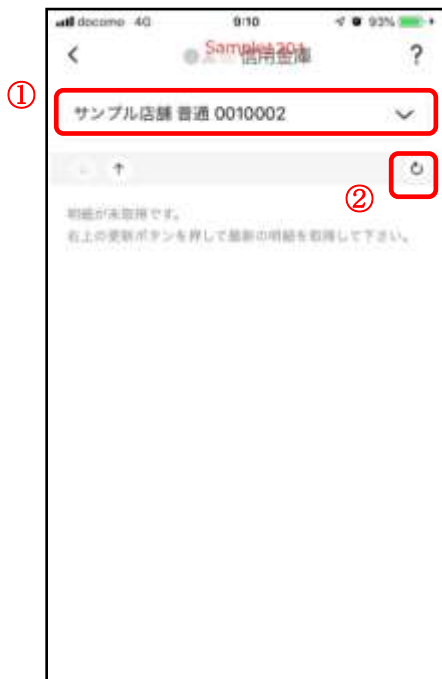 docomo 4G 9:10 93%
Sample 信用金庫 ?
① サンプル店舗 普通 0010002
②
明細が未取得です。
右上の更新ボタンを押して最新の明細を取得して下さい。